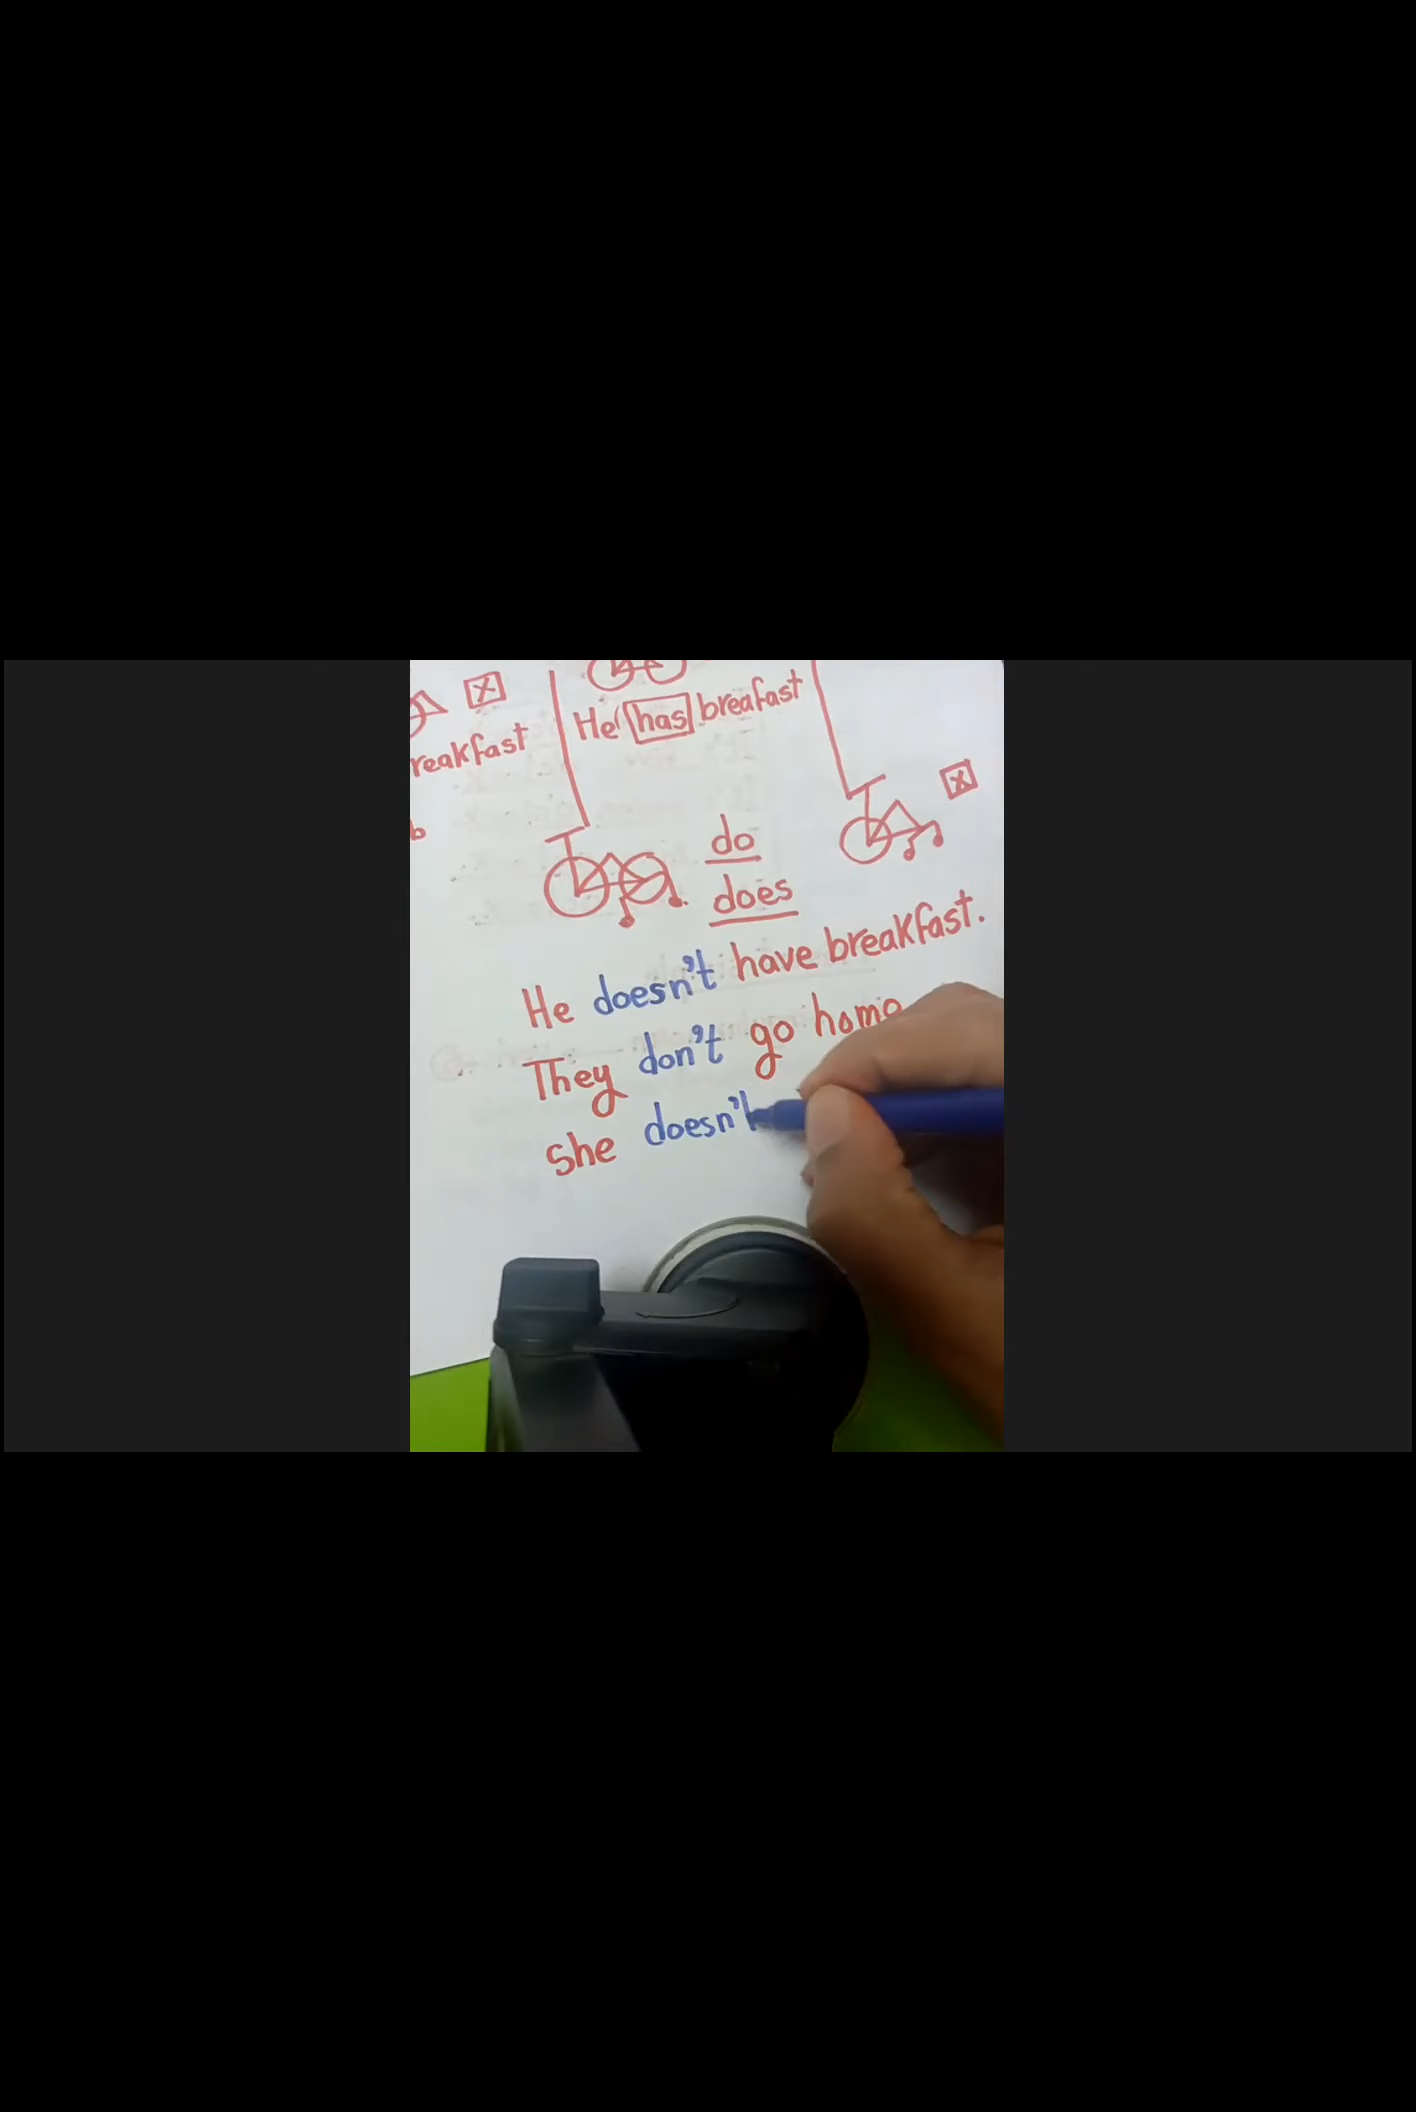 X
reakfast
He has breafast
do
does
X
He doesn't have breakfast.
They don't go home
she doesn't